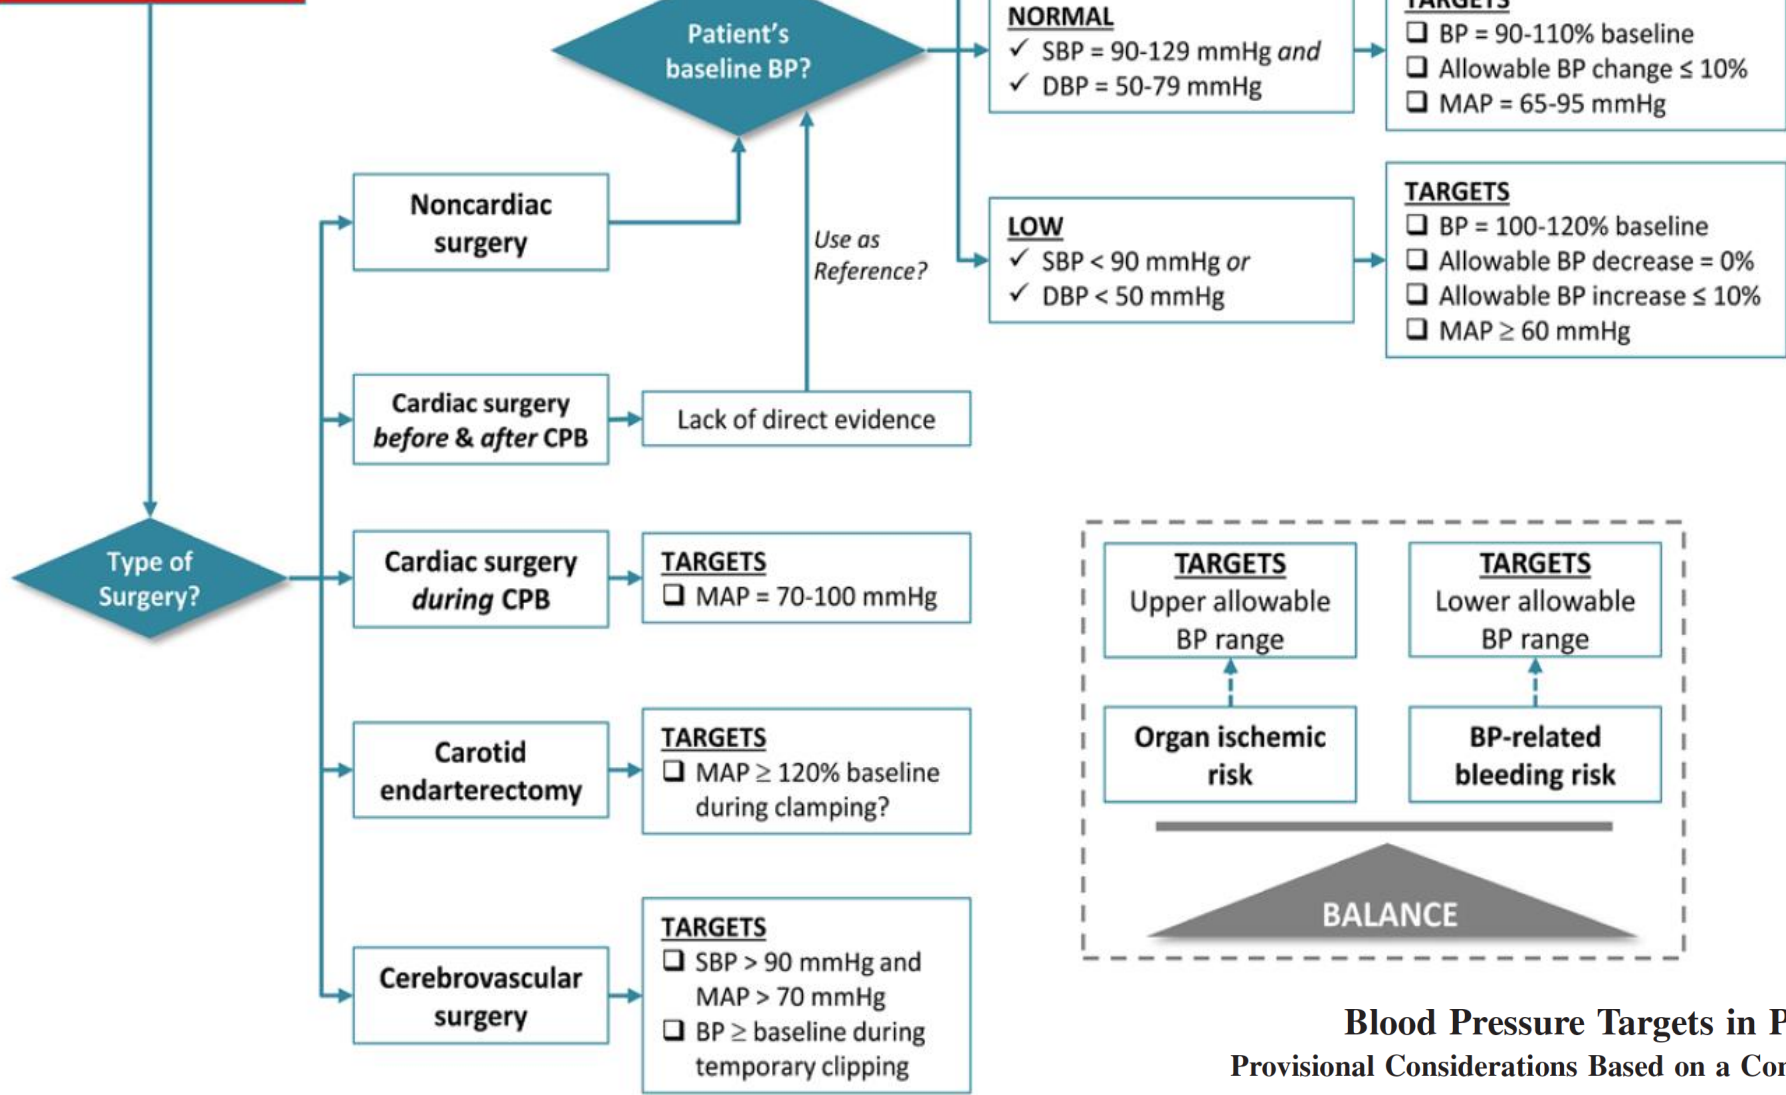 Patient's
baseline BP?
NORMAL
✓ SBP = 90-129 mmHg and
✓ DBP = 50-79 mmHg
TARGETS
❑ BP = 90-110% baseline
❑ Allowable BP change ≤ 10%
❑ MAP = 65-95 mmHg
LOW
✓ SBP < 90 mmHg or
✓ DBP < 50 mmHg
TARGETS
❑ BP = 100-120% baseline
❑ Allowable BP decrease = 0%
❑ Allowable BP increase ≤ 10%
❑ MAP ≥ 60 mmHg
Noncardiac
surgery
Use as
Reference?
Cardiac surgery
before & after CPB
Lack of direct evidence
Type of
Surgery?
Cardiac surgery
during CPB
TARGETS
❑ MAP = 70-100 mmHg
Carotid
endarterectomy
TARGETS
❑ MAP ≥ 120% baseline
during clamping?
Cerebrovascular
surgery
TARGETS
❑ SBP > 90 mmHg and
MAP > 70 mmHg
❑ BP ≥ baseline during
temporary clipping
TARGETS
Upper allowable
BP range
TARGETS
Lower allowable
BP range
Organ ischemic
risk
BP-related
bleeding risk
BALANCE
Blood Pressure Targets in P
Provisional Considerations Based on a Con